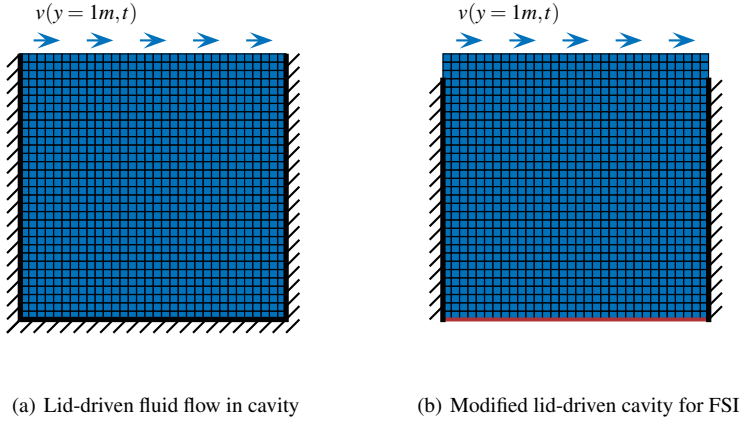 v(y = 1m, t)
v(y = 1m, t)
(a) Lid-driven fluid flow in cavity
(b) Modified lid-driven cavity for FSI